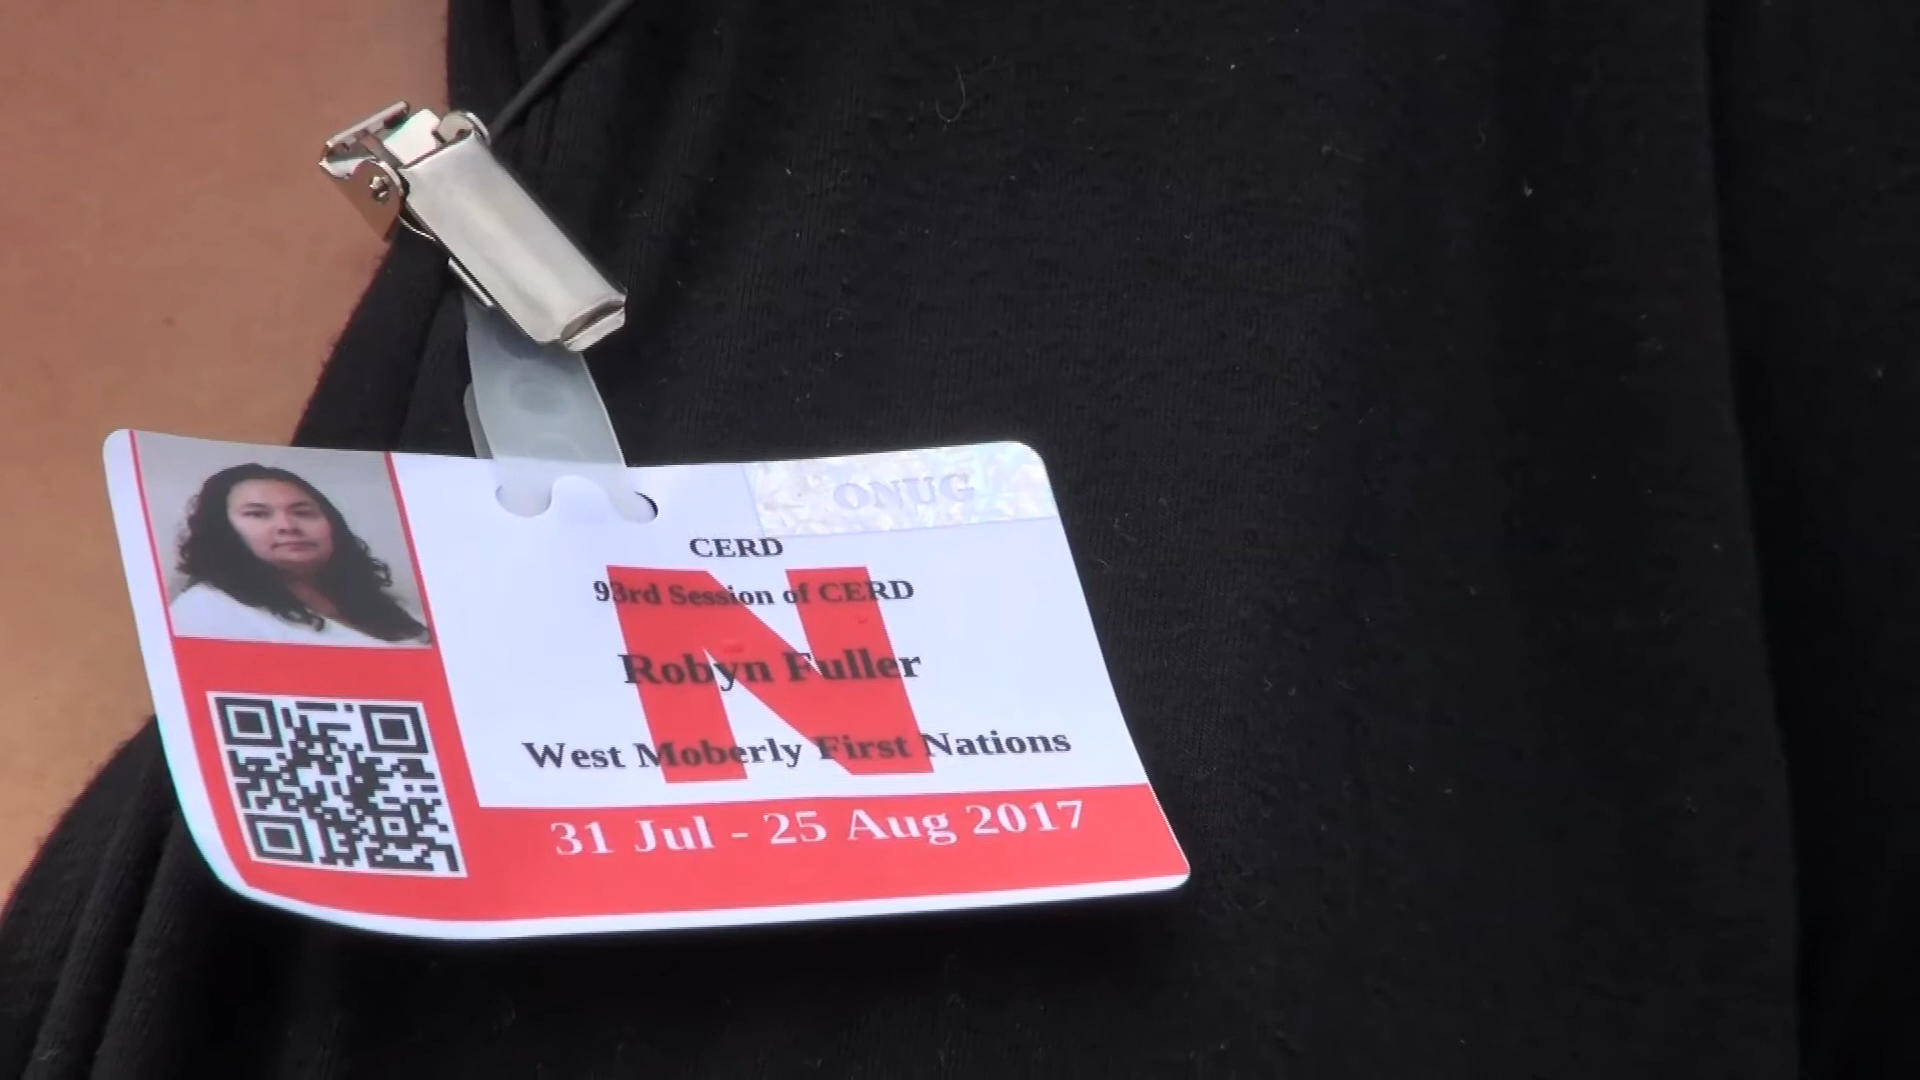 ONUG
CERD
93rd Session of CERD
N
Robyn Fuller
West Moberly First Nations
31 Jul - 25 Aug 2017